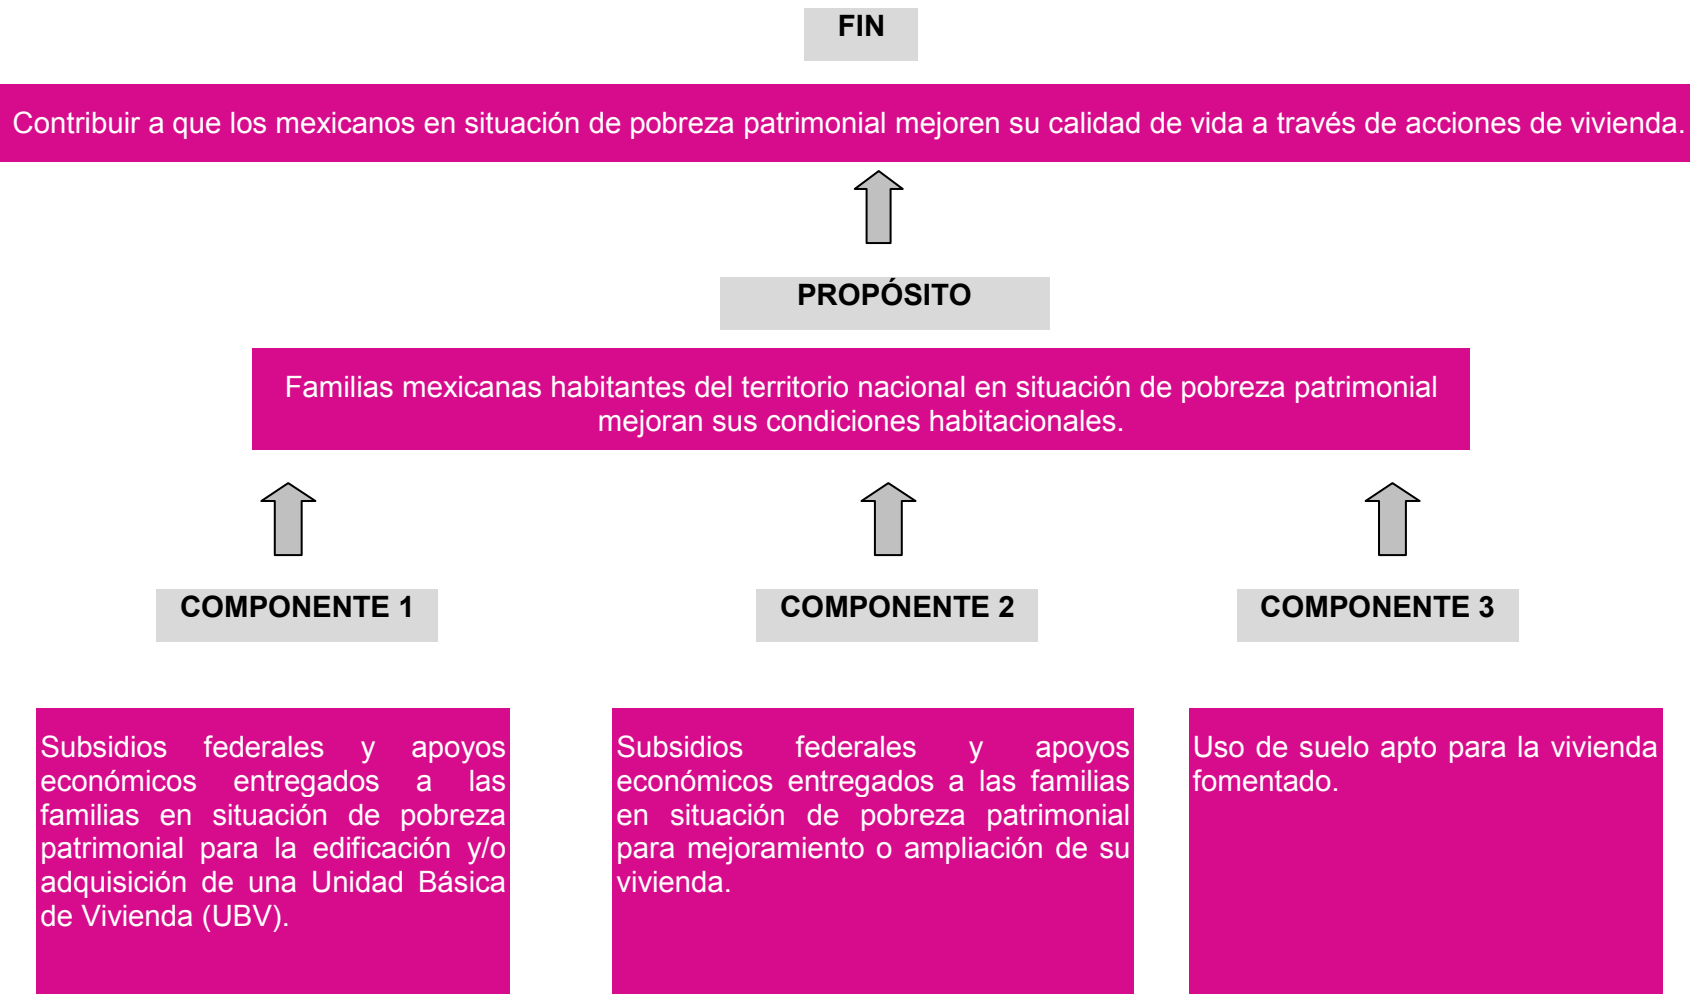 FIN
Contribuir a que los mexicanos en situación de pobreza patrimonial mejoren su calidad de vida a través de acciones de vivienda.
PROPÓSITO
Familias mexicanas habitantes del territorio nacional en situación de pobreza patrimonial
mejoran sus condiciones habitacionales.
COMPONENTE 1
Subsidios federales y apoyos
económicos entregados a las
familias en situación de pobreza
patrimonial para la edificación y/o
adquisición de una Unidad Básica
de Vivienda (UBV).
COMPONENTE 2
Subsidios federales y apoyos
económicos entregados a las familias
en situación de pobreza patrimonial
para mejoramiento o ampliación de su
vivienda.
COMPONENTE 3
Uso de suelo apto para la vivienda
fomentado.